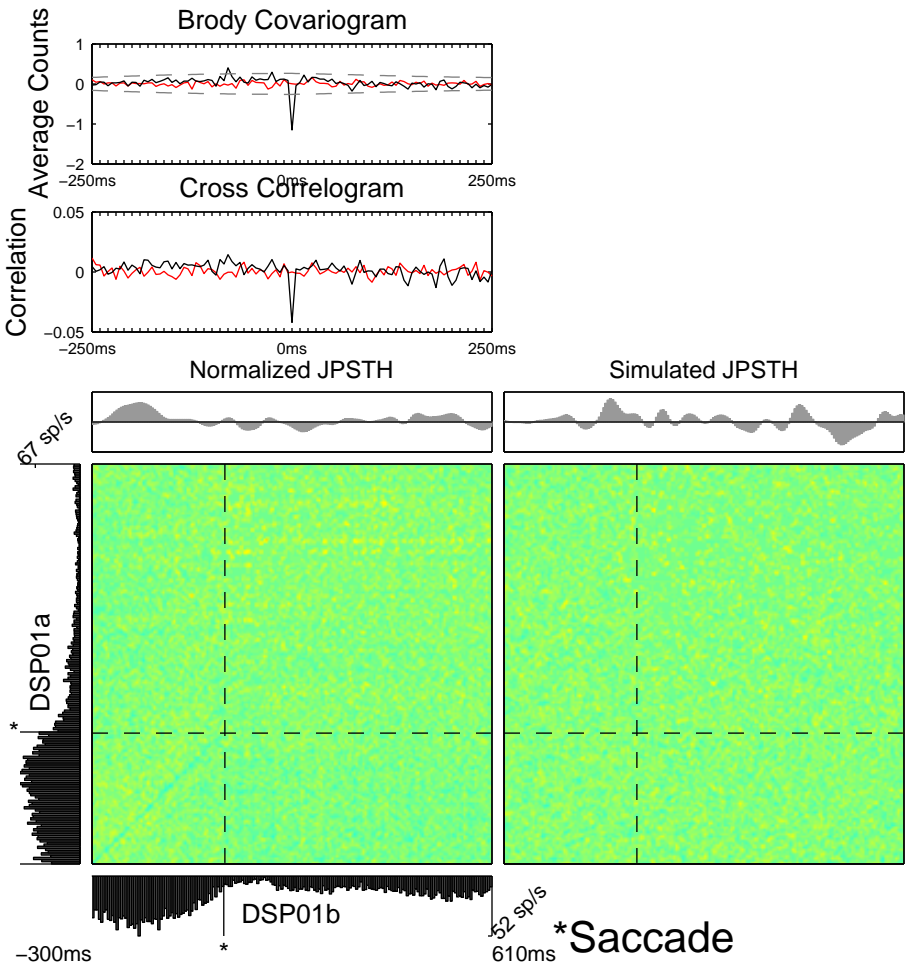 Brody Covariogram
Average Counts
1
0
−1
−2
−250ms
0ms
250ms
Cross Correlogram
Correlation
0.05
0
−0.05
−250ms
0ms
250ms
Normalized JPSTH
Simulated JPSTH
67 sp/s
DSP01a
*
DSP01b
52 sp/s
*
*Saccade
−300ms
610ms